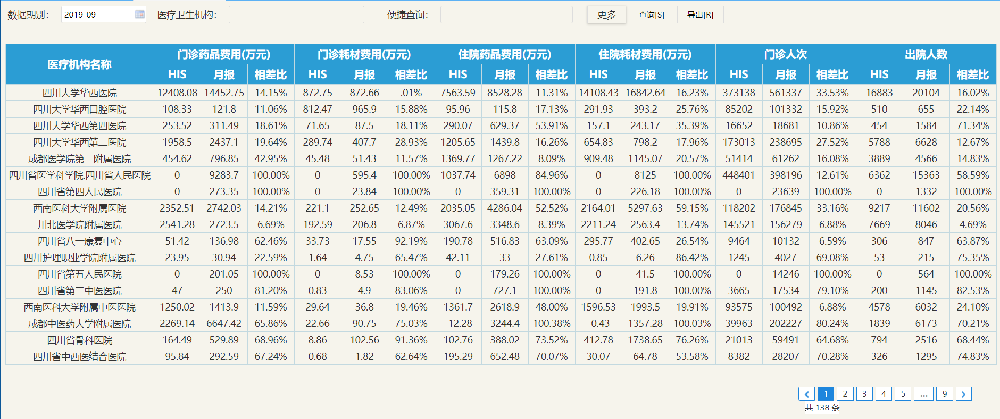 数据期别： 2019-09 医疗卫生机构： 便捷查询： 更多 查询[S] 导出[R]
医疗机构名称 门诊药品费用(万元) 门诊耗材费用(万元) 住院药品费用(万元) 住院耗材费用(万元) 门诊人次 出院人数
HIS 月报 相差比 HIS 月报 相差比 HIS 月报 相差比 HIS 月报 相差比 HIS 月报 相差比 HIS 月报 相差比
四川大学华西医院 12408.08 14452.75 14.15% 872.75 872.66 .01% 7563.59 8528.28 11.31% 14108.43 16842.64 16.23% 373138 561337 33.53% 16883 20104 16.02%
四川大学华西口腔医院 108.33 121.8 11.06% 812.47 965.9 15.88% 95.96 115.8 17.13% 291.93 393.2 25.76% 85202 101332 15.92% 510 655 22.14%
四川大学华西第四医院 253.52 311.49 18.61% 71.65 87.5 18.11% 290.07 629.37 53.91% 157.1 243.17 35.39% 16652 18681 10.86% 454 1584 71.34%
四川大学华西第二医院 1958.5 2437.1 19.64% 289.74 407.7 28.93% 1205.65 1439.8 16.26% 654.83 798.2 17.96% 173013 238695 27.52% 5788 6628 12.67%
成都医学院第一附属医院 454.62 796.85 42.95% 45.48 51.43 11.57% 1369.77 1267.22 8.09% 909.48 1145.07 20.57% 51414 61262 16.08% 3889 4566 14.83%
四川省医学科学院.四川省人民医院 0 9283.7 100.00% 0 595.4 100.00% 1037.74 6898 84.96% 0 8125 100.00% 448401 398196 12.61% 6362 15363 58.59%
四川省第四人民医院 0 273.35 100.00% 0 23.84 100.00% 0 359.31 100.00% 0 226.18 100.00% 0 23639 100.00% 0 1332 100.00%
西南医科大学附属医院 2352.51 2742.03 14.21% 221.1 252.65 12.49% 2035.05 4286.04 52.52% 2164.01 5297.63 59.15% 118202 176845 33.16% 9217 11602 20.56%
川北医学院附属医院 2541.28 2723.5 6.69% 192.59 206.8 6.87% 3067.6 3348.6 8.39% 2211.24 2563.4 13.74% 145521 156279 6.88% 7669 8046 4.69%
四川省八一康复中心 51.42 136.98 62.46% 33.73 17.55 92.19% 190.78 516.83 63.09% 295.77 402.65 26.54% 9464 10132 6.59% 306 847 63.87%
四川护理职业学院附属医院 23.95 30.94 22.59% 1.64 4.75 65.47% 42.11 33 27.61% 0.85 6.26 86.42% 1245 4027 69.08% 53 215 75.35%
四川省第五人民医院 0 201.05 100.00% 0 8.53 100.00% 0 179.26 100.00% 0 41.5 100.00% 0 14246 100.00% 0 564 100.00%
四川省第二中医医院 47 250 81.20% 0.83 4.9 83.06% 0 727.1 100.00% 0 191.8 100.00% 3665 17534 79.10% 200 1145 82.53%
西南医科大学附属中医医院 1250.02 1413.9 11.59% 29.64 36.8 19.46% 1361.7 2618.9 48.00% 1596.53 1993.5 19.91% 93575 100492 6.88% 4578 6032 24.10%
成都中医药大学附属医院 2269.14 6647.42 65.86% 22.66 90.75 75.03% -12.28 3244.4 100.38% -0.43 1357.28 100.03% 39963 202227 80.24% 1839 6173 70.21%
四川省骨科医院 164.49 529.89 68.96% 8.86 102.56 91.36% 102.76 388.02 73.52% 412.78 1738.65 76.26% 21013 59491 64.68% 794 2516 68.44%
四川省中西医结合医院 95.84 292.59 67.24% 0.68 1.82 62.64% 195.29 652.48 70.07% 30.07 64.78 53.58% 8382 28207 70.28% 326 1295 74.83%
1 2 3 4 5 ... 9
共 138 条